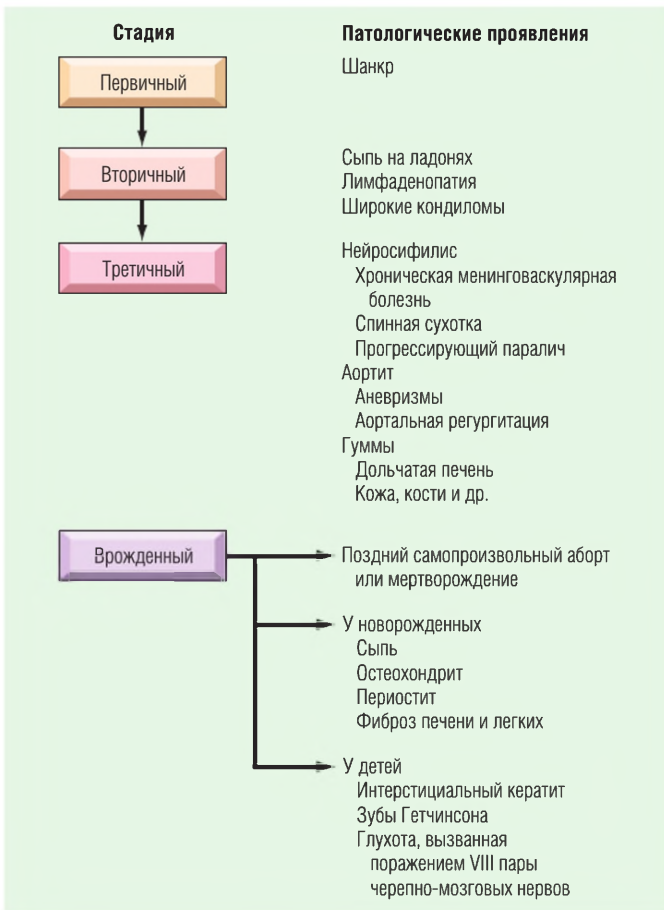 Стадия
Патологические проявления
Первичный
Шанкр
Вторичный
Сыпь на ладонях
Лимфаденопатия
Широкие кондиломы
Третичный
Нейросифилис
Хроническая менинговаскулярная
болезнь
Спинная сухотка
Прогрессирующий паралич
Аортит
Аневризмы
Аортальная регургитация
Гуммы
Дольчатая печень
Кожа, кости и др.
Врожденный
Поздний самопроизвольный аборт
или мертворождение
У новорожденных
Сыпь
Остеохондрит
Периостит
Фиброз печени и легких
У детей
Интерстициальный кератит
Зубы Гетчинсона
Глухота, вызванная
поражением VIII пары
черепно-мозговых нервов